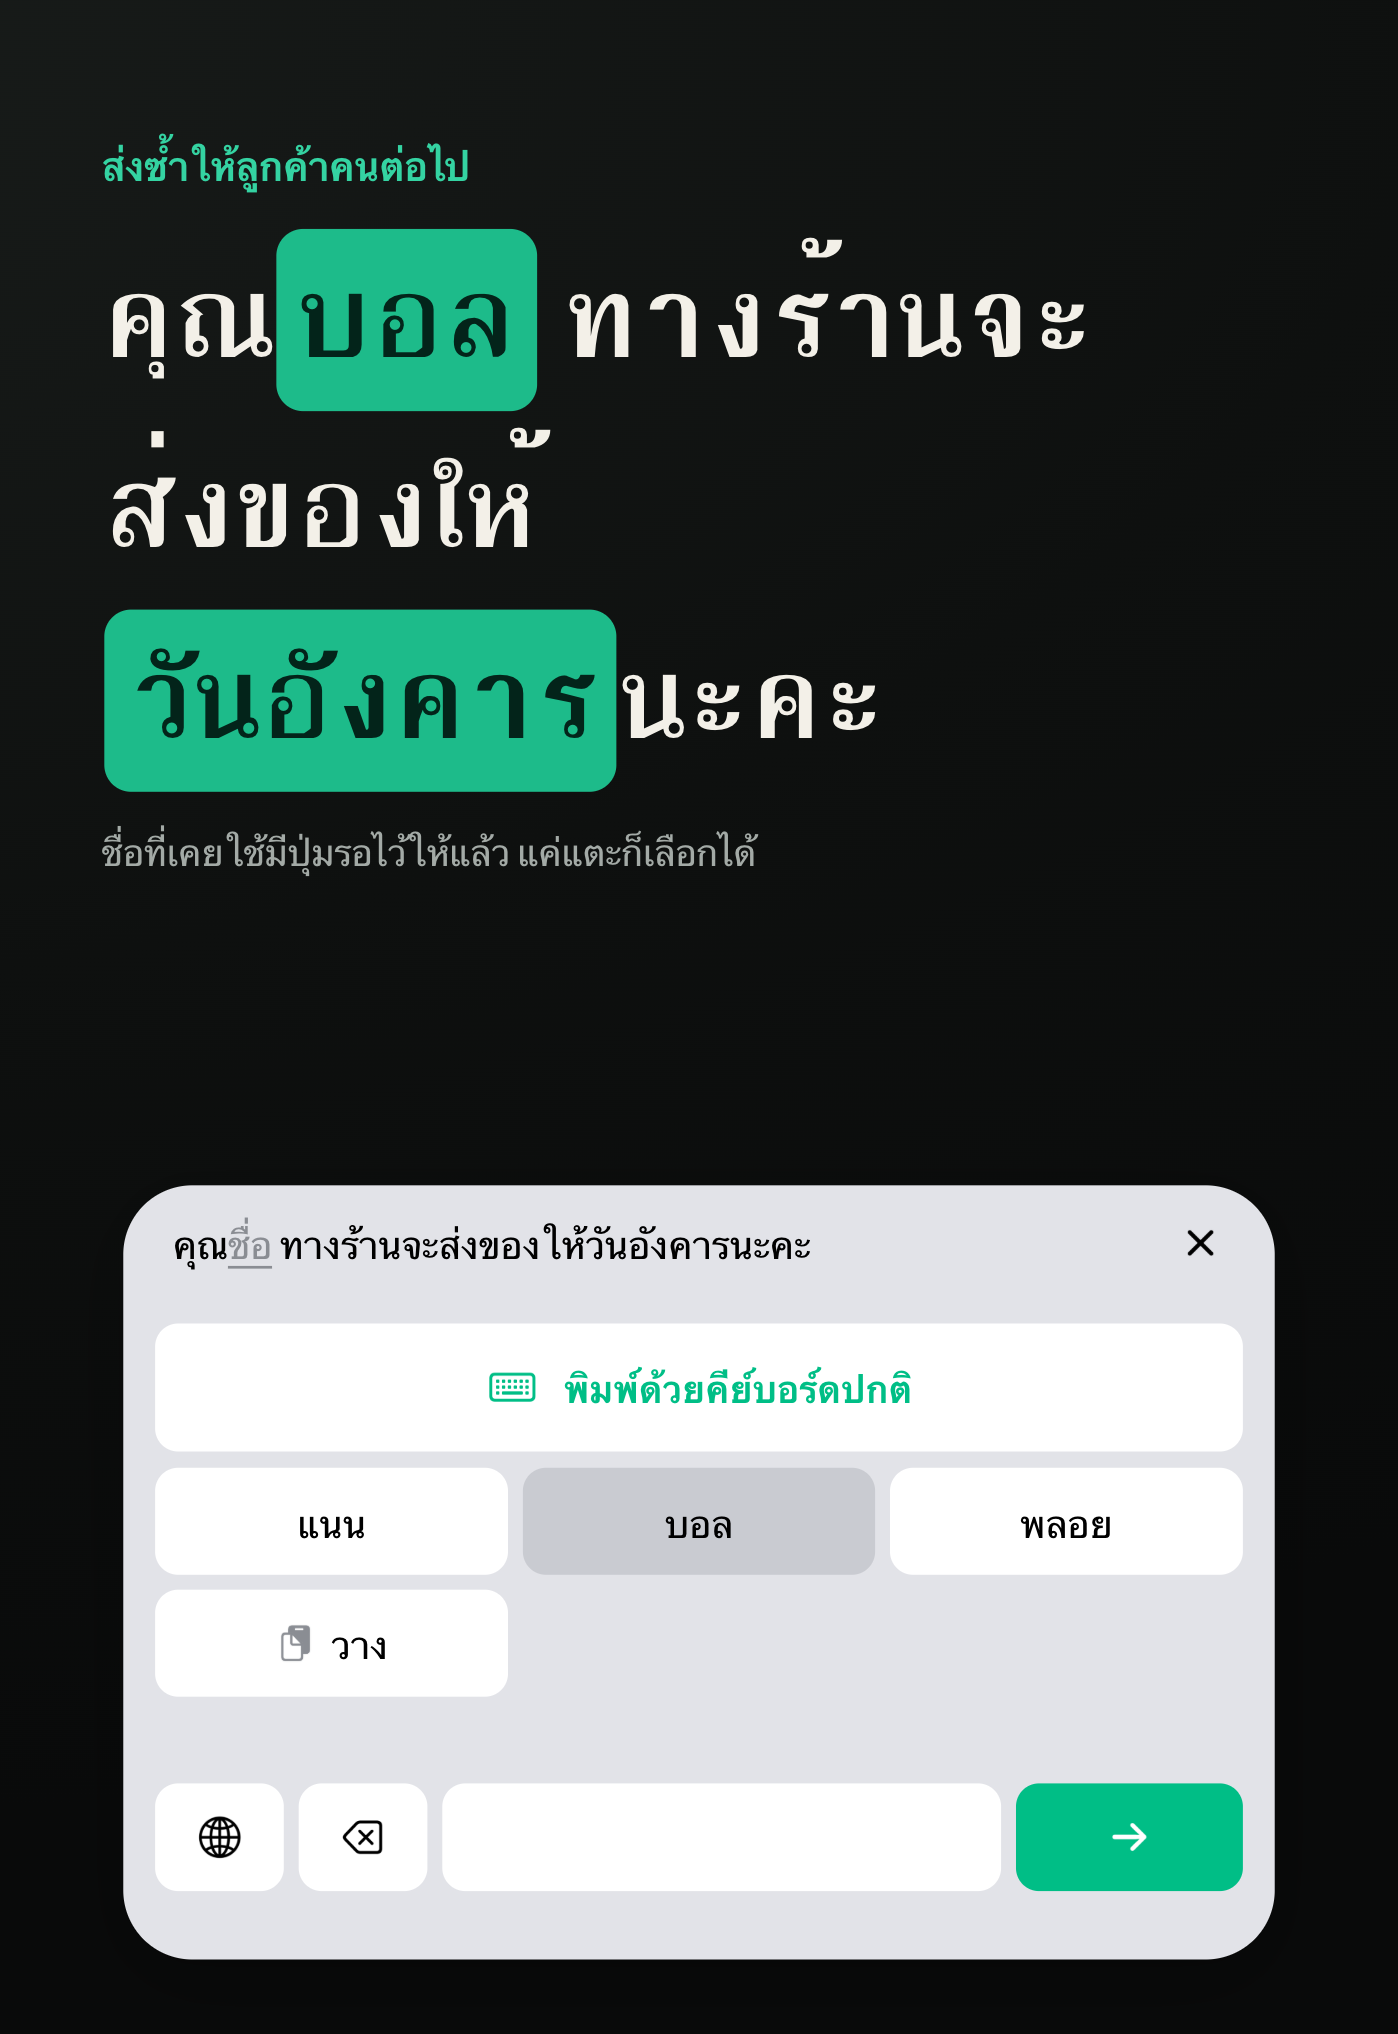 ส่งซ้ำให้ลูกค้าคนต่อไป
คุณบอล ทางร้านจะ
ส่งของให้
วันอังคารนะคะ
ชื่อที่เคยใช้มีปุ่มรอไว้ให้แล้ว แค่แตะก็เลือกได้
คุณชื่อ ทางร้านจะส่งของให้วันอังคารนะคะ
พิมพ์ด้วยคีย์บอร์ดปกติ
แนน
บอล
พลอย
วาง